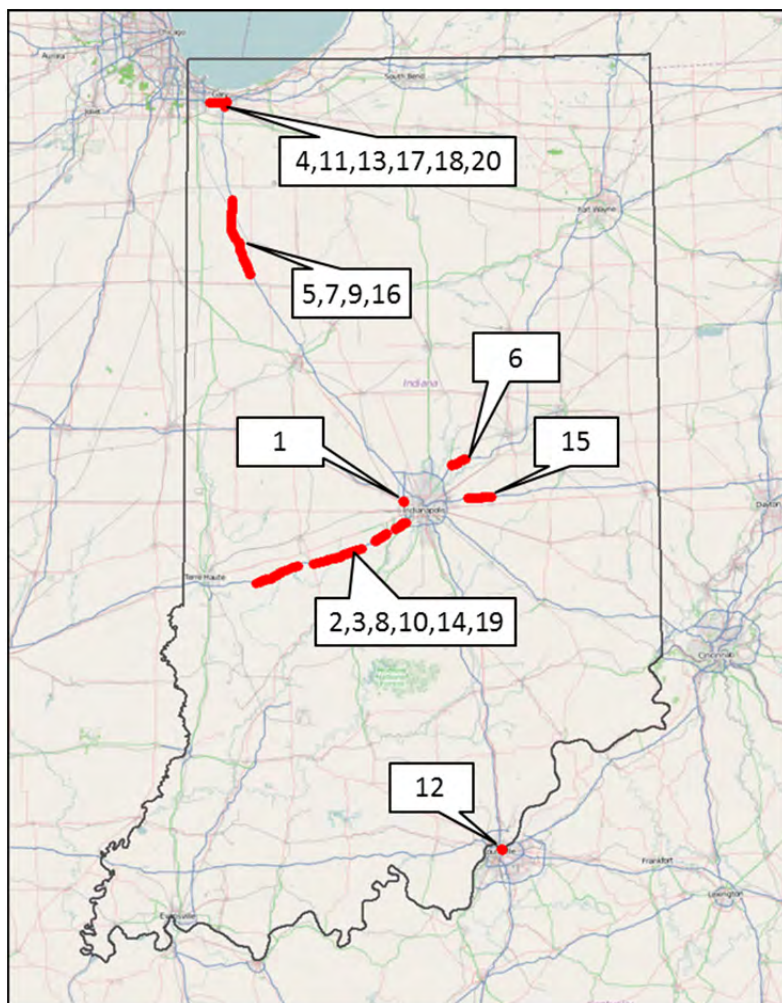 Chicago
Aurora
South Bend
Gary
4,11,13,17,18,20
Fort Wayne
5,7,9,16
6
Indiana
1
15
Indianapolis
Dayton
Terre Haute
2,3,8,10,14,19
Cincinnati
12
Frankfort
Lexington
Evansville